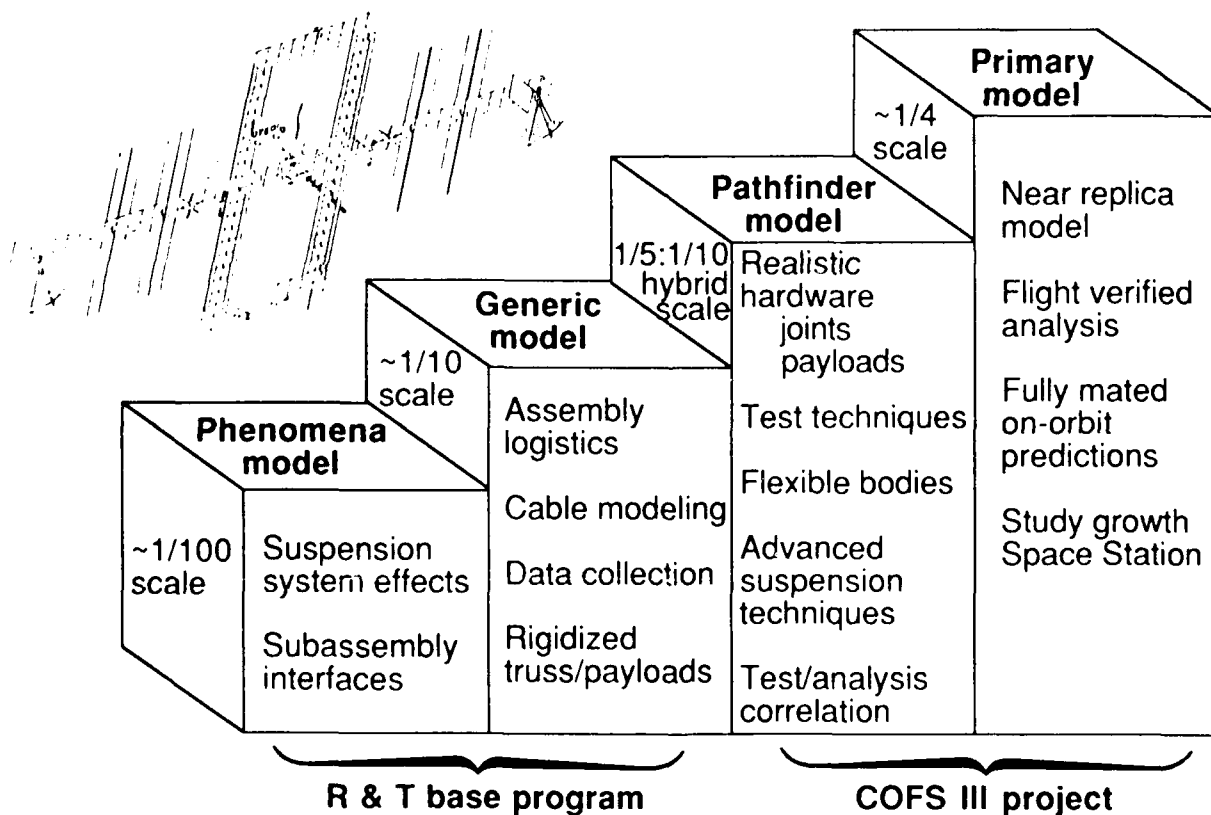 Primary
model
~1/4
scale
Near replica
model
Flight verified
analysis
Fully mated
on-orbit
predictions
Study growth
Space Station
Pathfinder
model
1/5:1/10
hybrid
scale
Realistic
hardware
joints
payloads
Test techniques
Flexible bodies
Advanced
suspension
techniques
Test/analysis
correlation
Generic
model
~1/10
scale
Assembly
logistics
Cable modeling
Data collection
Rigidized
truss/payloads
Phenomena
model
~1/100
scale
Suspension
system effects
Subassembly
interfaces
R & T base program
COFS III project